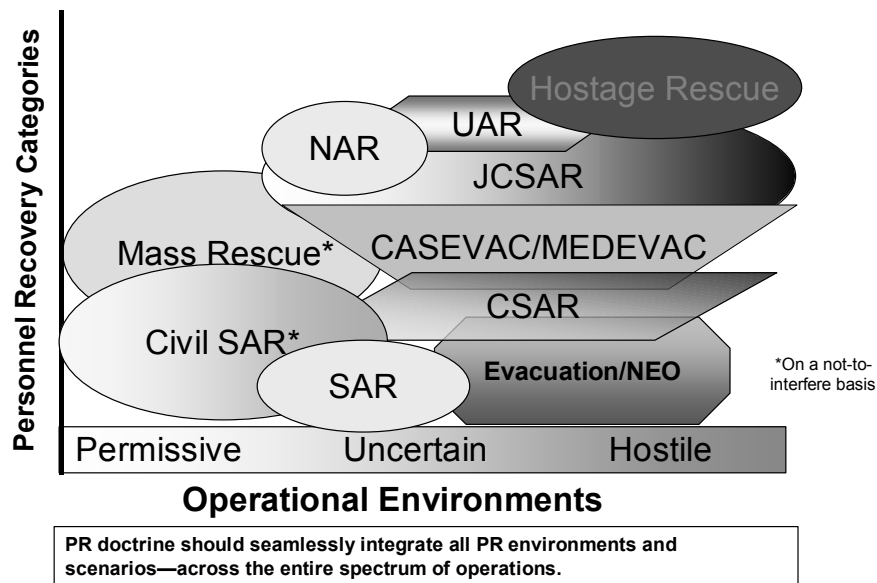 Personnel Recovery Categories
Hostage Rescue
UAR
NAR
JCSAR
Mass Rescue*
CASEVAC/MEDEVAC
CSAR
Civil SAR*
SAR
Evacuation/NEO
*On a not-to-
interfere basis
Permissive
Uncertain
Hostile
Operational Environments
PR doctrine should seamlessly integrate all PR environments and
scenarios—across the entire spectrum of operations.